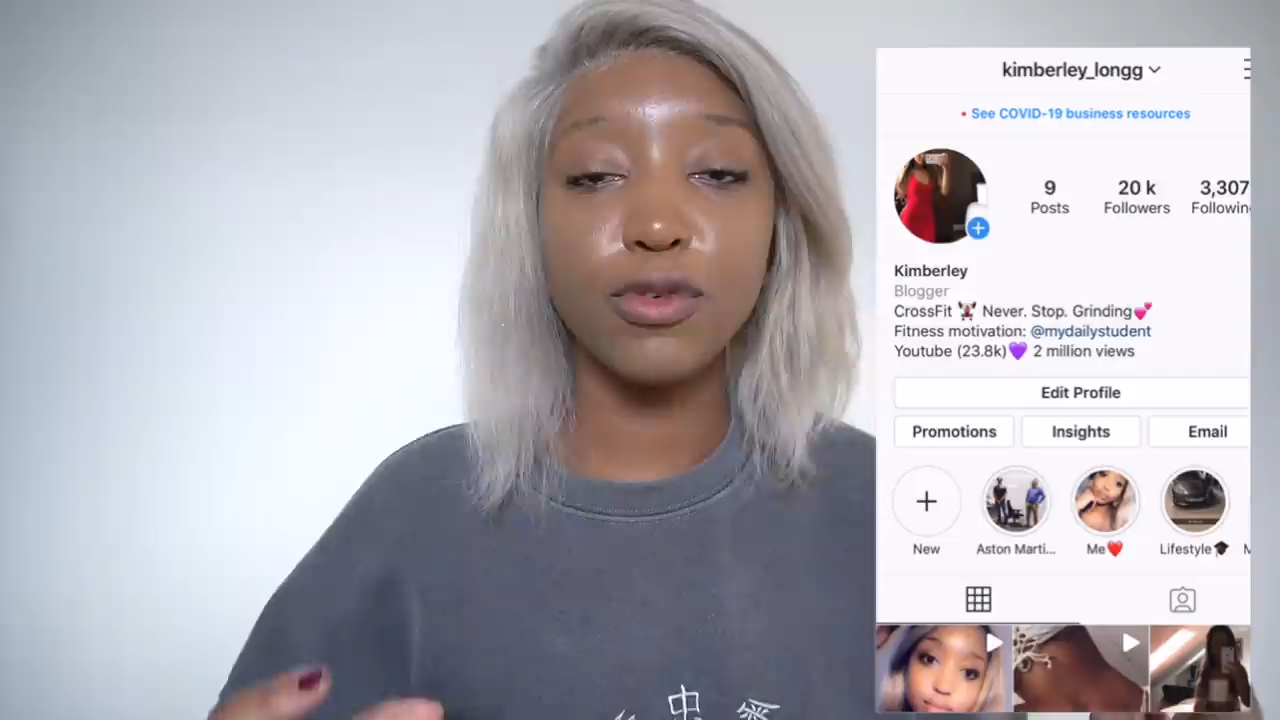 kimberley_longg
• See COVID-19 business resources
9 20 k 3,307
Posts Followers Followin
Kimberley
Blogger
CrossFit 🏋🏾‍♀️ Never. Stop. Grinding💕
Fitness motivation: @mydailystudent
Youtube (23.8k)💜 2 million views
Edit Profile
Promotions Insights Email
New Aston Marti... Me❤️ Lifestyle🎓 M